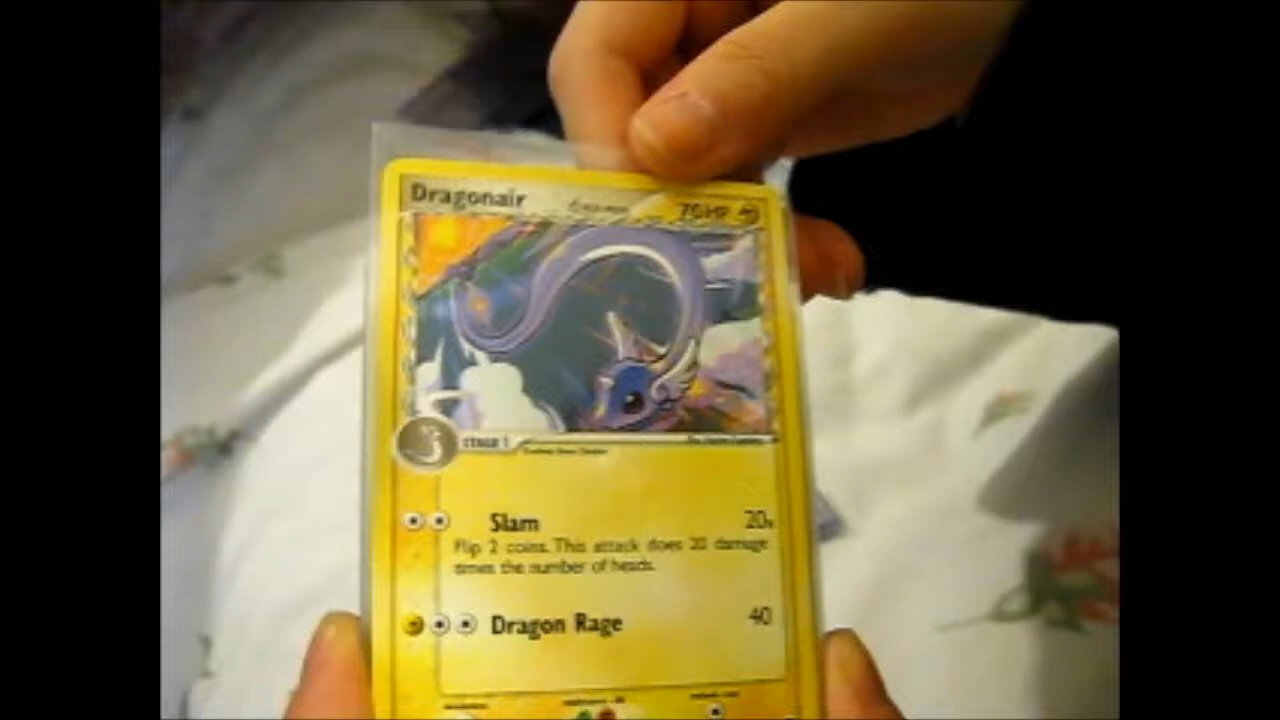 Dragonair
70 HP
STAGE 1
Slam 20x
Flip 2 coins. This attack does 20 damage
times the number of heads.
Dragon Rage 40